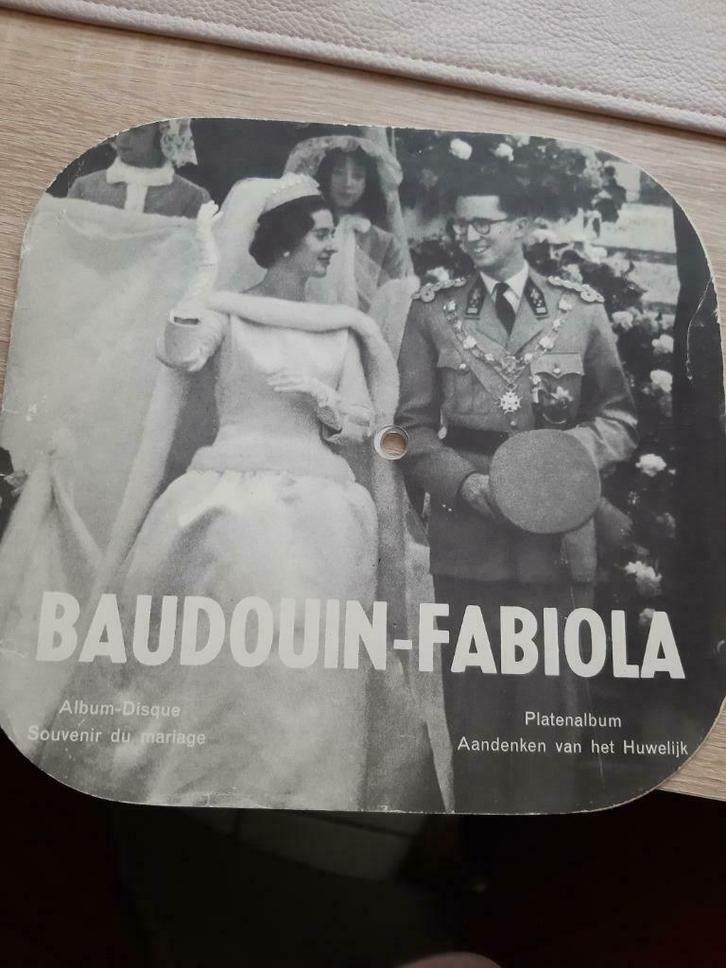 BAUDOUIN-FABIOLA
Album-Disque
Souvenir du mariage
Platenalbum
Aandenken van het Huwelijk